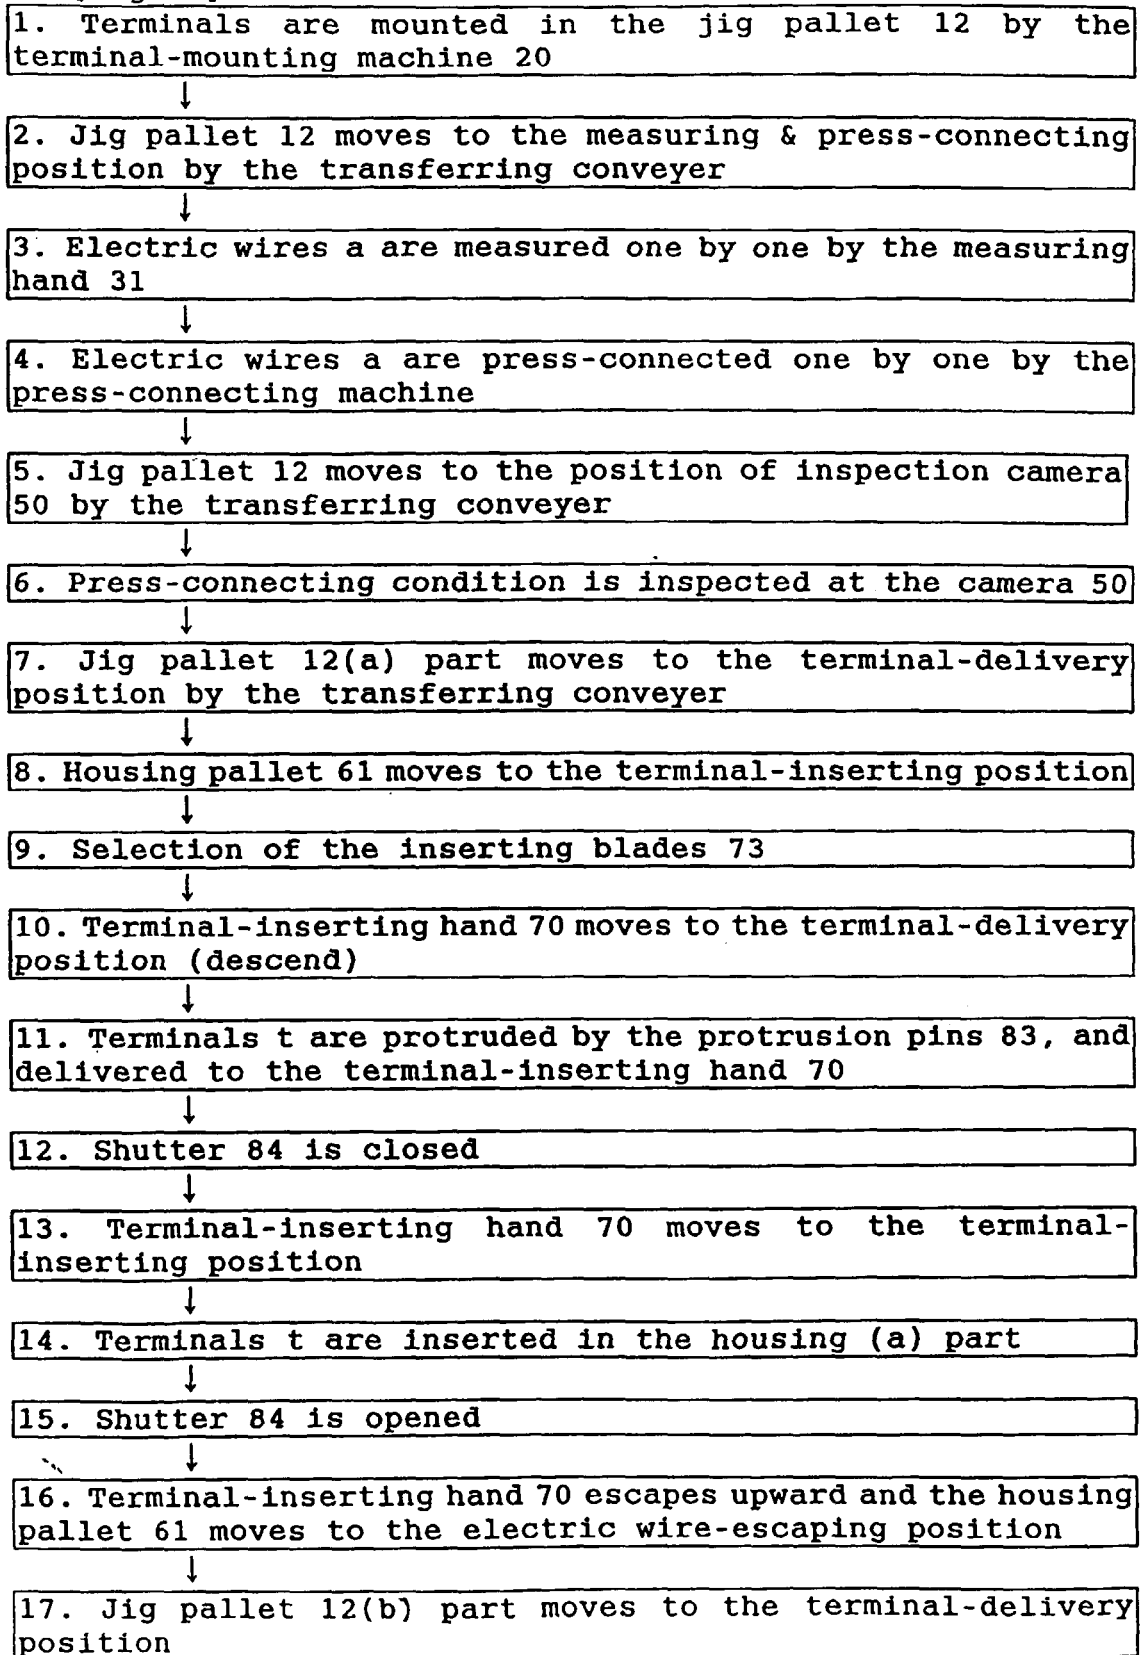 1. Terminals are mounted in the jig pallet 12 by the
terminal-mounting machine 20
↓
2. Jig pallet 12 moves to the measuring & press-connecting
position by the transferring conveyer
↓
3. Electric wires a are measured one by one by the measuring
hand 31
↓
4. Electric wires a are press-connected one by one by the
press-connecting machine
↓
5. Jig pallet 12 moves to the position of inspection camera
50 by the transferring conveyer
↓
6. Press-connecting condition is inspected at the camera 50
↓
7. Jig pallet 12(a) part moves to the terminal-delivery
position by the transferring conveyer
↓
8. Housing pallet 61 moves to the terminal-inserting position
↓
9. Selection of the inserting blades 73
↓
10. Terminal-inserting hand 70 moves to the terminal-delivery
position (descend)
↓
11. Terminals t are protruded by the protrusion pins 83, and
delivered to the terminal-inserting hand 70
↓
12. Shutter 84 is closed
↓
13. Terminal-inserting hand 70 moves to the terminal-
inserting position
↓
14. Terminals t are inserted in the housing (a) part
↓
15. Shutter 84 is opened
↓
16. Terminal-inserting hand 70 escapes upward and the housing
pallet 61 moves to the electric wire-escaping position
↓
17. Jig pallet 12(b) part moves to the terminal-delivery
position